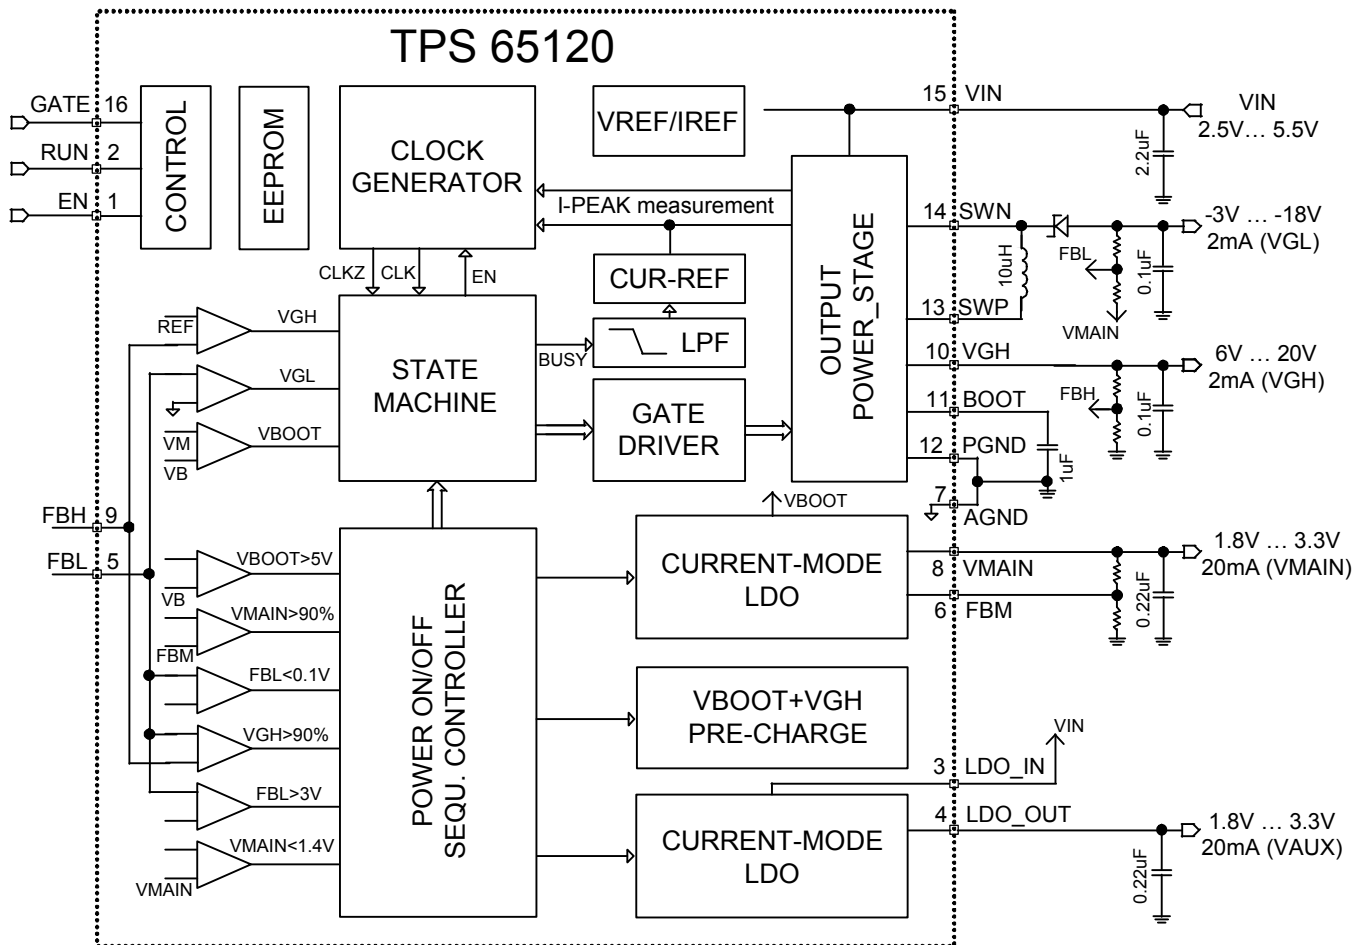 TPS 65120
GATE 16
RUN 2
EN 1
CONTROL
EEPROM
CLOCK
GENERATOR
VREF/IREF
15 VIN
VIN
2.5V... 5.5V
2.2uF
I-PEAK measurement
14 SWN
-3V ... -18V
2mA (VGL)
FBL
10uH
0.1uF
CLKZ
CLK
EN
CUR-REF
OUTPUT
POWER_STAGE
13 SWP
VMAIN
REF
VGH
VGL
VM
VB
VBOOT
STATE
MACHINE
BUSY
LPF
GATE
DRIVER
10 VGH
6V ... 20V
2mA (VGH)
FBH
0.1uF
11 BOOT
12 PGND
1uF
7
AGND
VBOOT
FBH 9
FBL 5
VBOOT>5V
VB
VMAIN>90%
FBM
FBL<0.1V
VGH>90%
FBL>3V
VMAIN<1.4V
VMAIN
POWER ON/OFF
SEQU. CONTROLLER
CURRENT-MODE
LDO
8 VMAIN
6 FBM
1.8V ... 3.3V
20mA (VMAIN)
0.22uF
VBOOT+VGH
PRE-CHARGE
VIN
3 LDO_IN
CURRENT-MODE
LDO
4 LDO_OUT
1.8V ... 3.3V
20mA (VAUX)
0.22uF